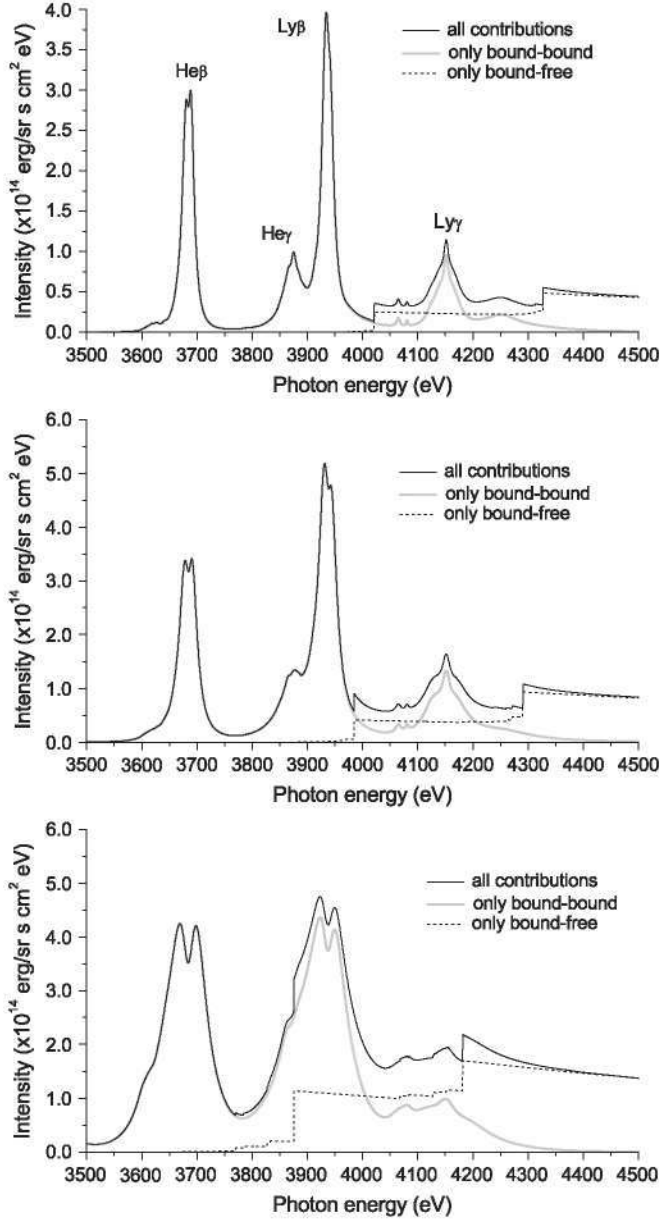 Intensity (x10¹⁴ erg/sr s cm² eV)
4.0
3.5
3.0
2.5
2.0
1.5
1.0
0.5
0.0
Heβ
Heγ
Lyβ
Lyγ
all contributions
only bound-bound
only bound-free
3500 3600 3700 3800 3900 4000 4100 4200 4300 4400 4500
Photon energy (eV)
Intensity (x10¹⁴ erg/sr s cm² eV)
6.0
5.0
4.0
3.0
2.0
1.0
0.0
all contributions
only bound-bound
only bound-free
3500 3600 3700 3800 3900 4000 4100 4200 4300 4400 4500
Photon energy (eV)
Intensity (x10¹⁴ erg/sr s cm² eV)
6.0
5.0
4.0
3.0
2.0
1.0
0.0
all contributions
only bound-bound
only bound-free
3500 3600 3700 3800 3900 4000 4100 4200 4300 4400 4500
Photon energy (eV)